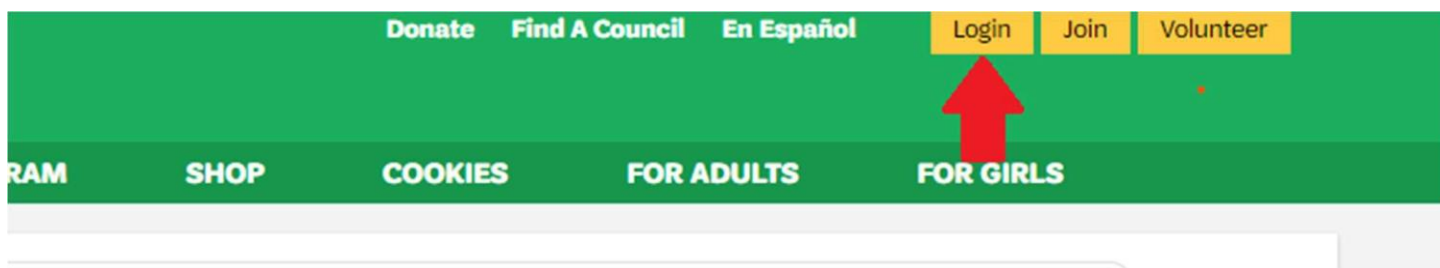 Donate Find A Council En Español Login Join Volunteer
RAM SHOP COOKIES FOR ADULTS FOR GIRLS